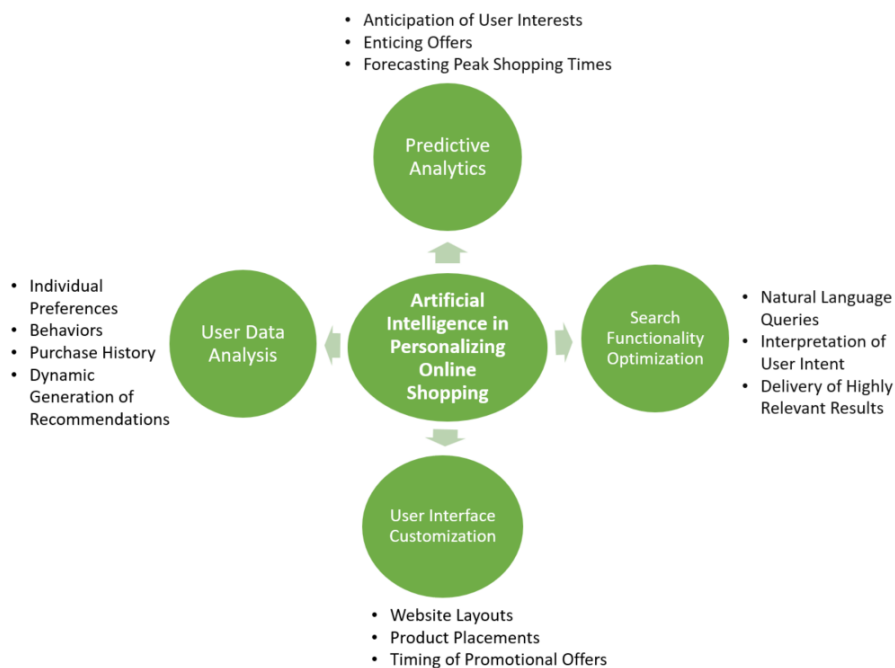 • Anticipation of User Interests
• Enticing Offers
• Forecasting Peak Shopping Times
Predictive
Analytics
• Individual
Preferences
• Behaviors
• Purchase History
• Dynamic
Generation of
Recommendations
User Data
Analysis
Artificial
Intelligence in
Personalizing
Online
Shopping
Search
Functionality
Optimization
• Natural Language
Queries
• Interpretation of
User Intent
• Delivery of Highly
Relevant Results
User Interface
Customization
• Website Layouts
• Product Placements
• Timing of Promotional Offers